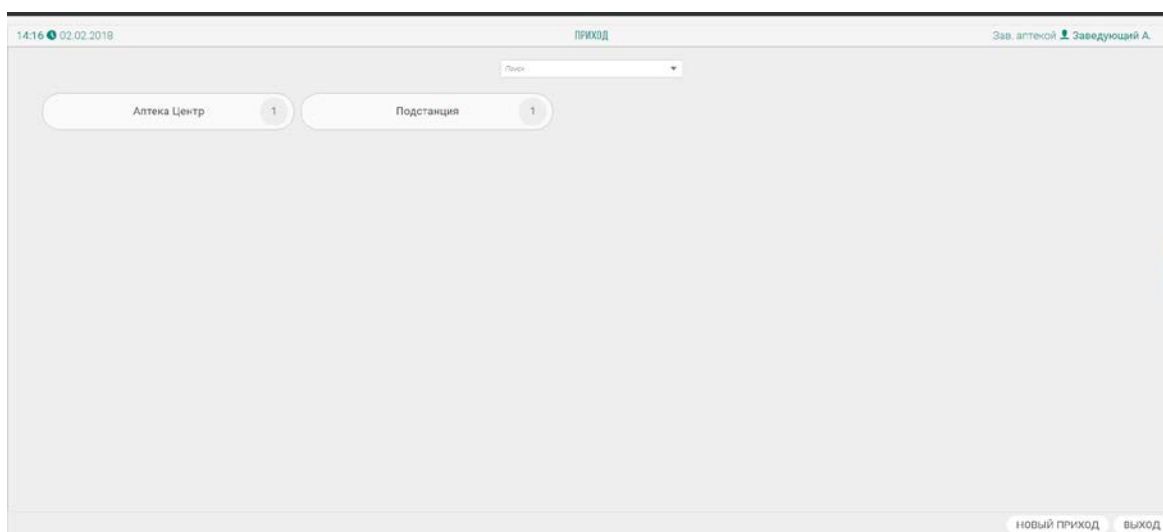 14:16 02.02.2018 ПРИХОД Зав. аптекой Заведующий А.
Поиск
Аптека Центр 1 Подстанция 1
НОВЫЙ ПРИХОД ВЫХОД